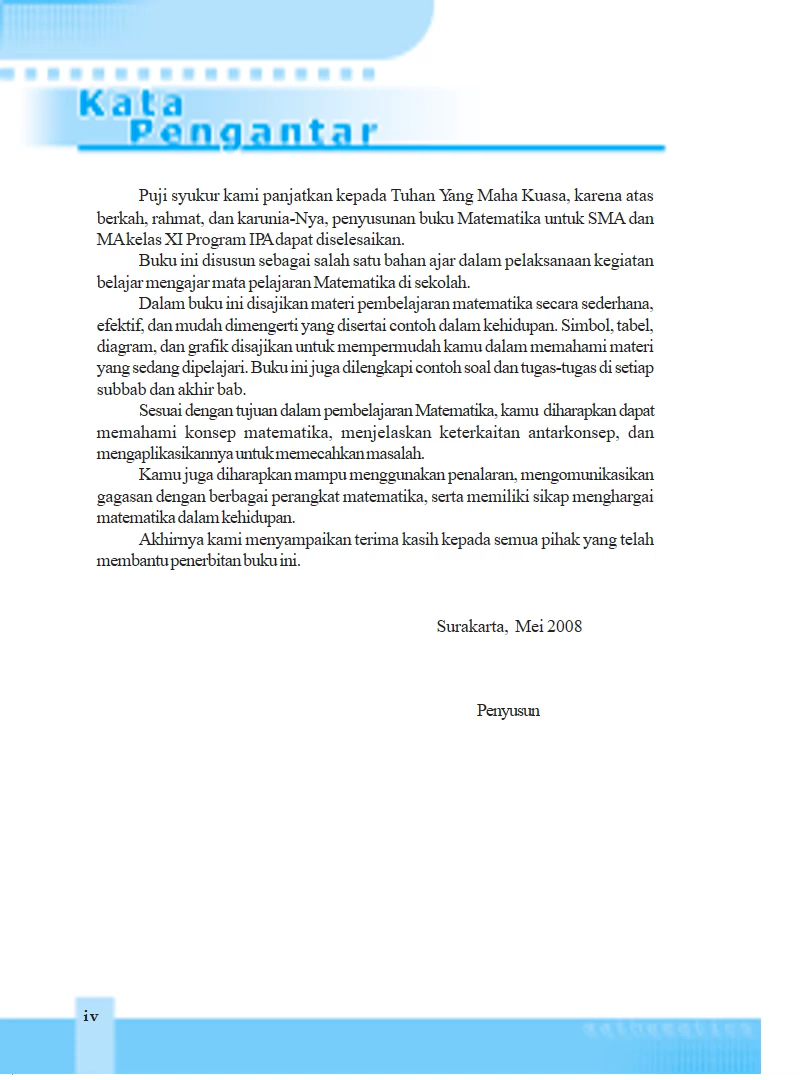 Kata
Pengantar
Puji syukur kami panjatkan kepada Tuhan Yang Maha Kuasa, karena atas
berkah, rahmat, dan karunia-Nya, penyusunan buku Matematika untuk SMA dan
MA kelas XI Program IPA dapat diselesaikan.
Buku ini disusun sebagai salah satu bahan ajar dalam pelaksanaan kegiatan
belajar mengajar mata pelajaran Matematika di sekolah.
Dalam buku ini disajikan materi pembelajaran matematika secara sederhana,
efektif, dan mudah dimengerti yang disertai contoh dalam kehidupan. Simbol, tabel,
diagram, dan grafik disajikan untuk mempermudah kamu dalam memahami materi
yang sedang dipelajari. Buku ini juga dilengkapi contoh soal dan tugas-tugas di setiap
subbab dan akhir bab.
Sesuai dengan tujuan dalam pembelajaran Matematika, kamu diharapkan dapat
memahami konsep matematika, menjelaskan keterkaitan antarkonsep, dan
mengaplikasikannya untuk memecahkan masalah.
Kamu juga diharapkan mampu menggunakan penalaran, mengomunikasikan
gagasan dengan berbagai perangkat matematika, serta memiliki sikap menghargai
matematika dalam kehidupan.
Akhirnya kami menyampaikan terima kasih kepada semua pihak yang telah
membantu penerbitan buku ini.
Surakarta, Mei 2008
Penyusun
iv